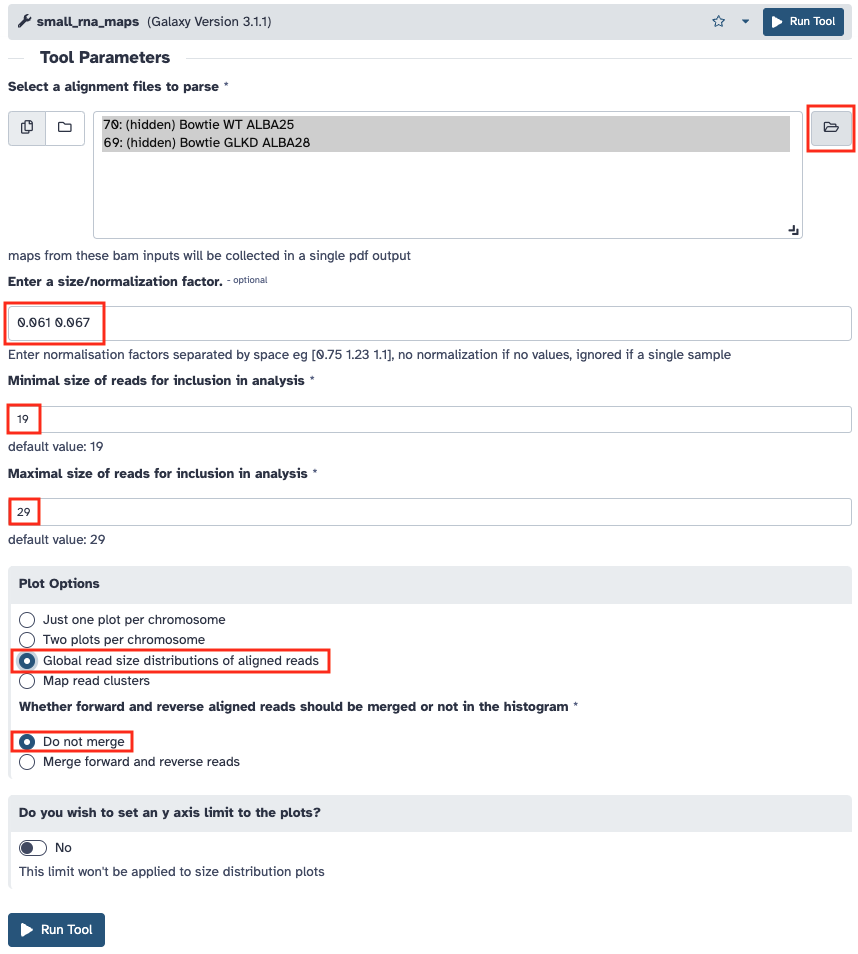 small_rna_maps (Galaxy Version 3.1.1) Run Tool
Tool Parameters
Select a alignment files to parse *
70: (hidden) Bowtie WT ALBA25
69: (hidden) Bowtie GLKD ALBA28
maps from these bam inputs will be collected in a single pdf output
Enter a size/normalization factor. - optional
0.061 0.067
Enter normalisation factors separated by space eg [0.75 1.23 1.1], no normalization if no values, ignored if a single sample
Minimal size of reads for inclusion in analysis *
19
default value: 19
Maximal size of reads for inclusion in analysis *
29
default value: 29
Plot Options
Just one plot per chromosome
Two plots per chromosome
Global read size distributions of aligned reads
Map read clusters
Whether forward and reverse aligned reads should be merged or not in the histogram *
Do not merge
Merge forward and reverse reads
Do you wish to set an y axis limit to the plots?
No
This limit won't be applied to size distribution plots
Run Tool